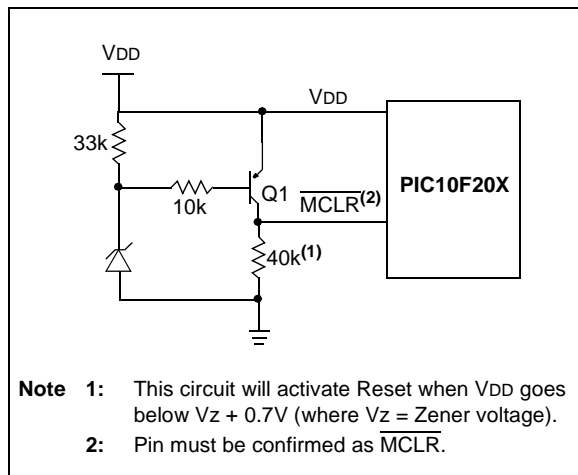 VDD
VDD
33k
PIC10F20X
Q1
MCLR(2)
10k
40k(1)
Note 1: This circuit will activate Reset when VDD goes
below Vz + 0.7V (where Vz = Zener voltage).
2: Pin must be confirmed as MCLR.